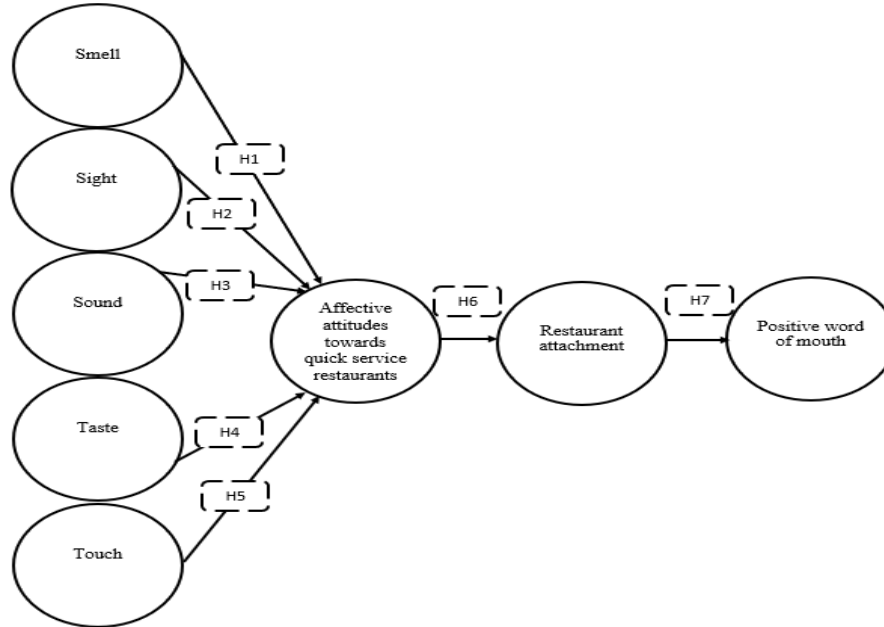 Smell
H1
Sight
H2
Sound
H3
Affective
attitudes
towards
quick service
restaurants
H6
Restaurant
attachment
H7
Positive word
of mouth
Taste
H4
H5
Touch